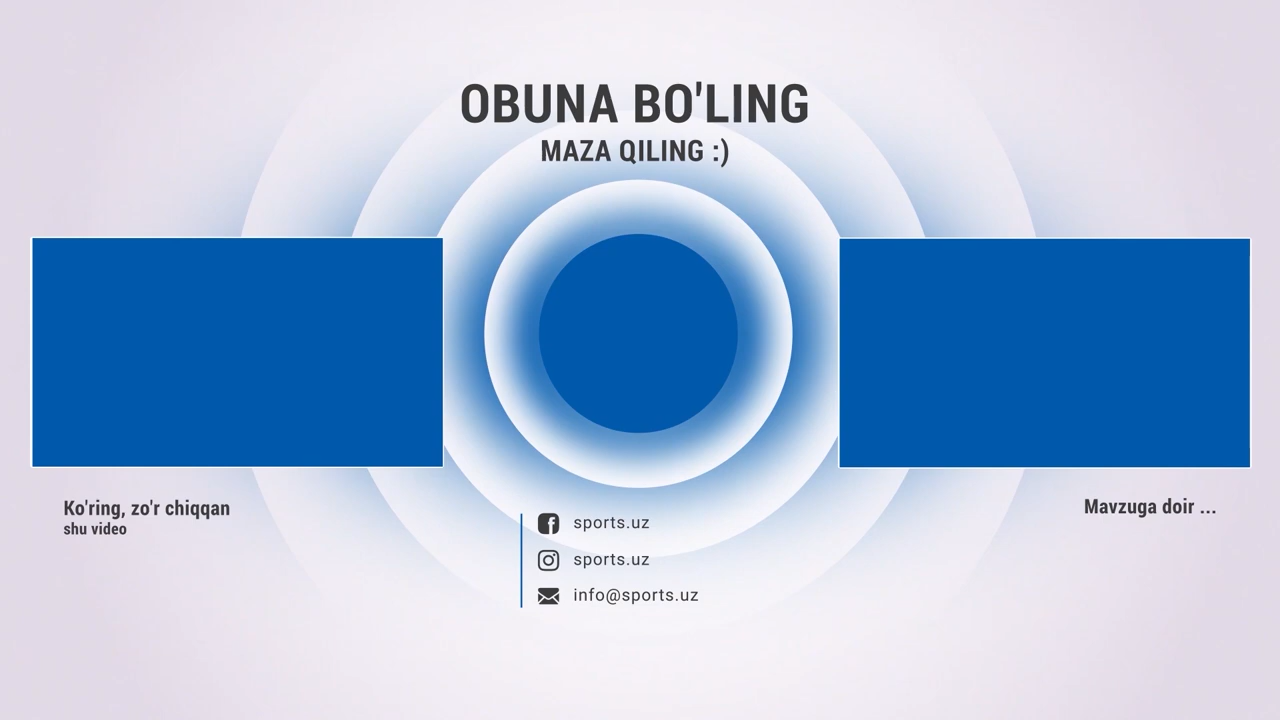 OBUNA BO'LING
MAZA QILING :)
Ko'ring, zo'r chiqqan
shu video
Mavzuga doir ...
sports.uz
sports.uz
info@sports.uz